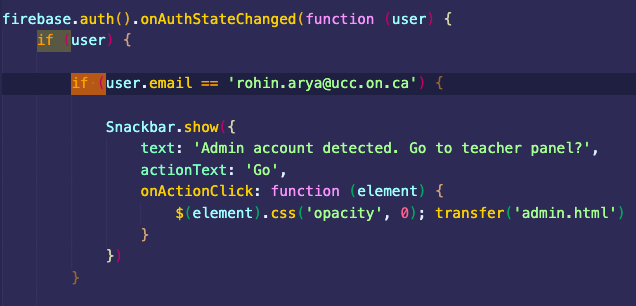 firebase.auth().onAuthStateChanged(function (user) {
if (user) {
if (user.email == 'rohin.arya@ucc.on.ca') {
Snackbar.show({
text: 'Admin account detected. Go to teacher panel?',
actionText: 'Go',
onActionClick: function (element) {
$(element).css('opacity', 0); transfer('admin.html')
}
})
}